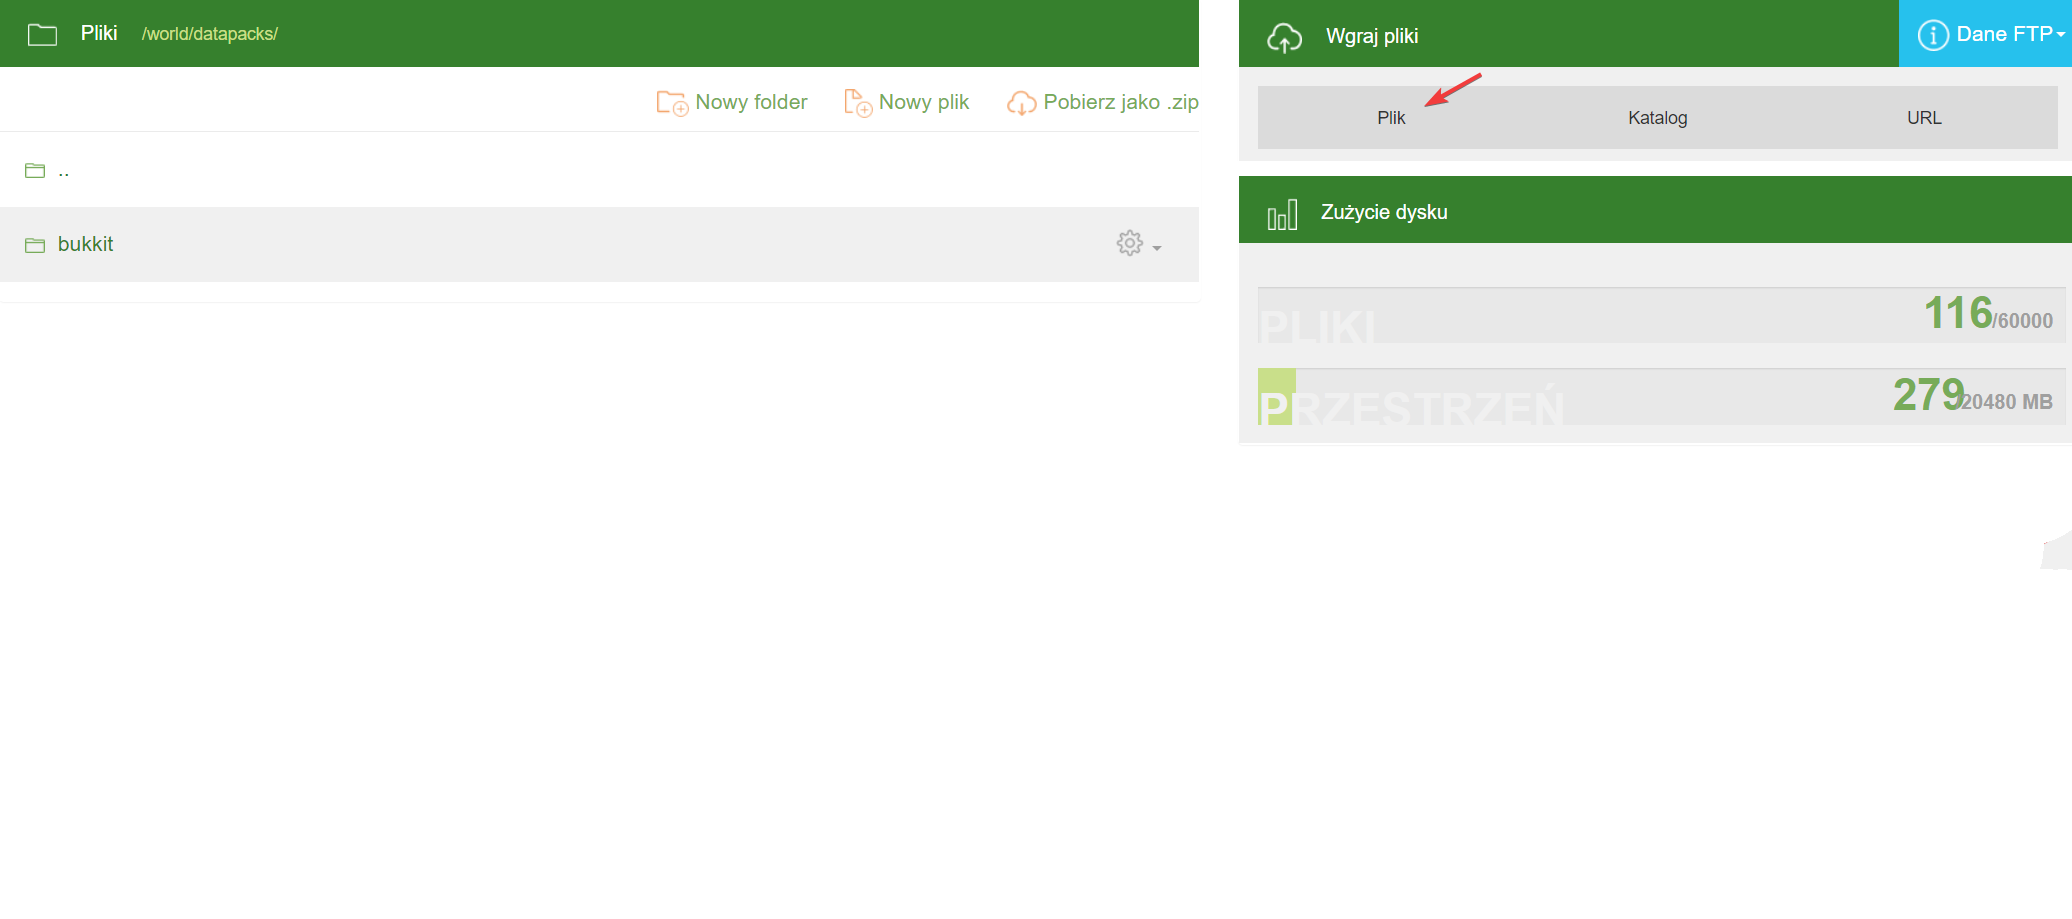 Pliki /world/datapacks/
Nowy folder Nowy plik Pobierz jako .zip
..
bukkit
Wgraj pliki Dane FTP
Plik Katalog URL
Zużycie dysku
PLIKI 116/60000
PRZESTRZEŃ 279/20480 MB